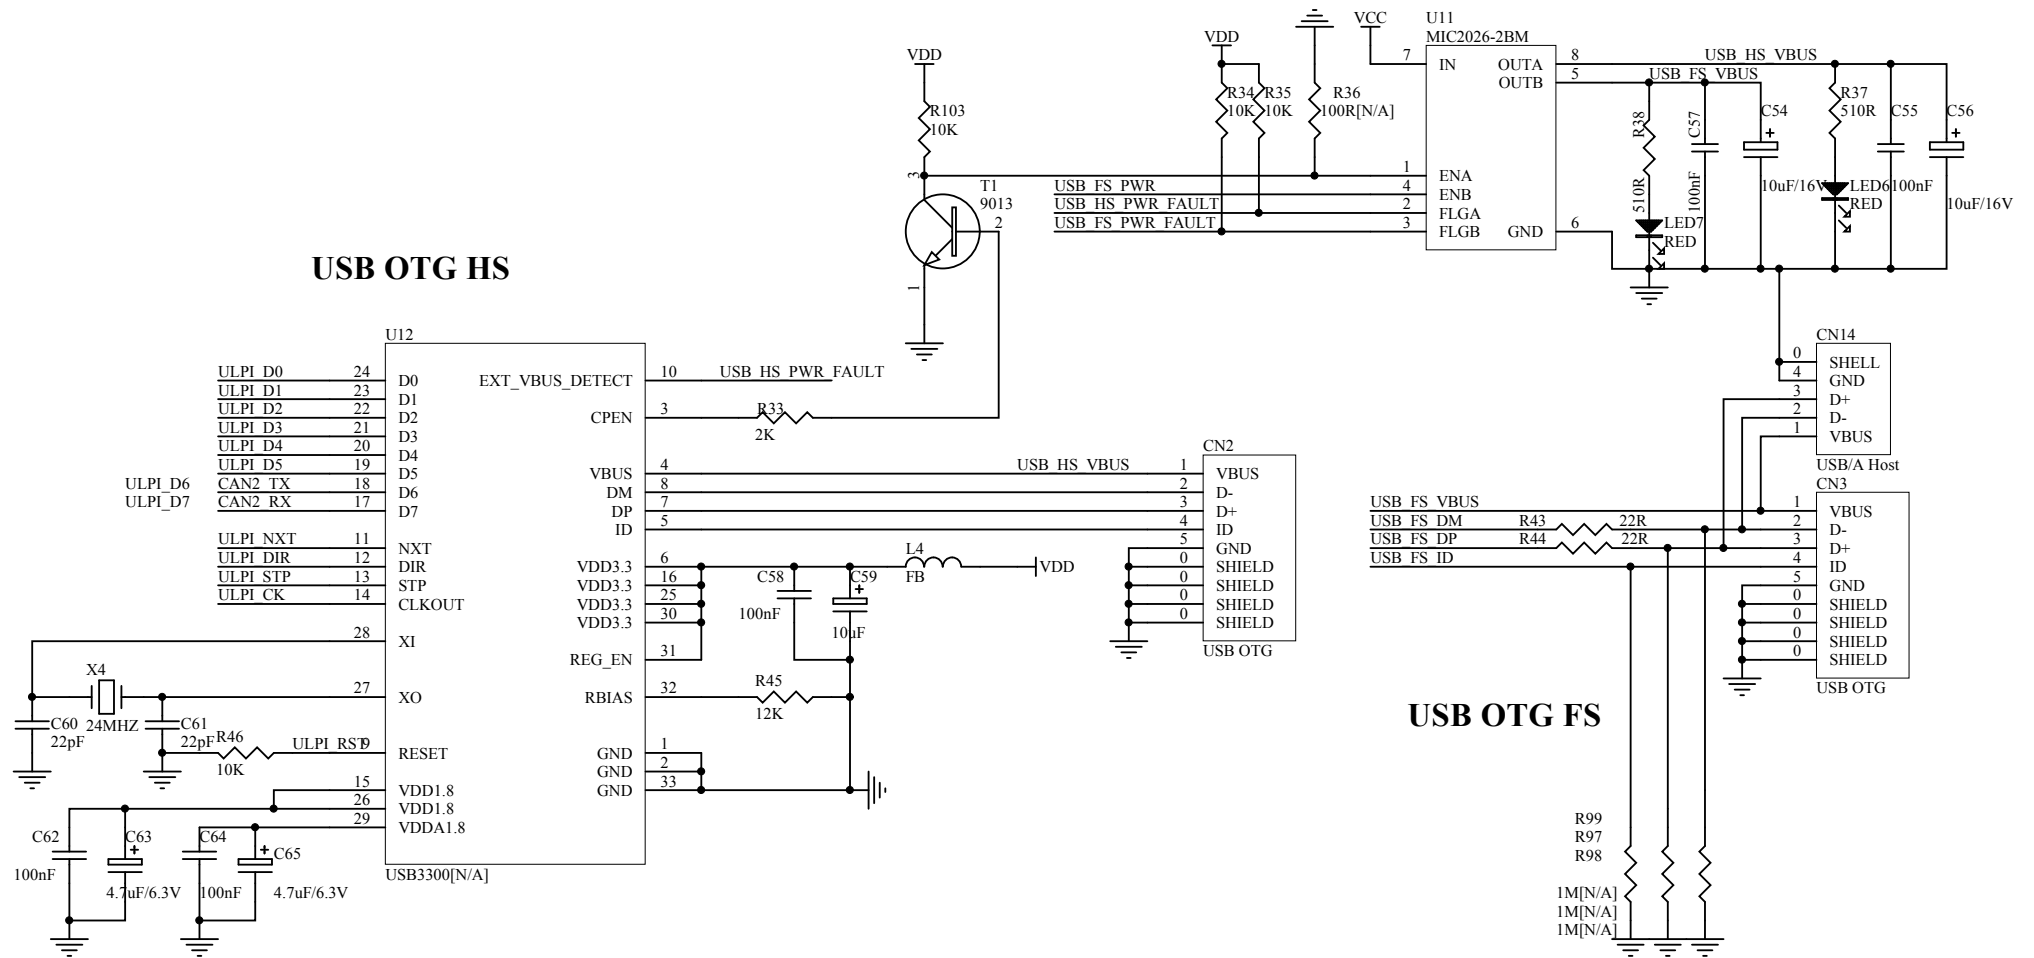 USB OTG HS
U12
ULPI_D0 24 D0
ULPI_D1 23 D1
ULPI_D2 22 D2
ULPI_D3 21 D3
ULPI_D4 20 D4
ULPI_D5 19 D5
ULPI_D6 CAN2_TX 18 D6
ULPI_D7 CAN2_RX 17 D7
ULPI_NXT 11 NXT
ULPI_DIR 12 DIR
ULPI_STP 13 STP
ULPI_CK 14 CLKOUT
28 XI
27 XO
ULPI_RST 9 RESET
15 VDD1.8
26 VDD1.8
29 VDDA1.8
EXT_VBUS_DETECT 10 USB_HS_PWR_FAULT
CPEN 3 R33
2K
VBUS 4
DM 8
DP 7
ID 5
VDD3.3 6
VDD3.3 16
VDD3.3 25
VDD3.3 30
REG_EN 31
RBIAS 32
GND 1
GND 2
GND 33
USB3300[N/A]
X4
24MHZ
C60
22pF
C61
22pF
R46
10K
C62
100nF
C63
+
4.7uF/6.3V
C64
100nF
+
C65
4.7uF/6.3V
C58
100nF
C59
+
10uF
L4
FB
VDD
R45
12K
VDD
R103
10K
3
T1
9013
2
1
VDD
R34
10K
R35
10K
R36
100R[N/A]
VCC
U11
MIC2026-2BM
7 IN
1 ENA
USB_FS_PWR 4 ENB
USB_HS_PWR_FAULT 2 FLGA
USB_FS_PWR_FAULT 3 FLGB
OUTA 8 USB_HS_VBUS
OUTB 5 USB_FS_VBUS
GND 6
R38
510R
LED7
RED
C57
100nF
C54
+
10uF/16V
R37
510R
LED6
RED
C55
100nF
C56
+
10uF/16V
CN2
USB_HS_VBUS 1 VBUS
2 D-
3 D+
4 ID
5 GND
0 SHIELD
0 SHIELD
0 SHIELD
0 SHIELD
USB OTG
CN14
0 SHELL
4 GND
3 D+
2 D-
1 VBUS
USB/A Host
CN3
USB_FS_VBUS 1 VBUS
USB_FS_DM R43 22R 2 D-
USB_FS_DP R44 22R 3 D+
USB_FS_ID 4 ID
5 GND
0 SHIELD
0 SHIELD
0 SHIELD
0 SHIELD
USB OTG
USB OTG FS
R99
R97
R98
1M[N/A]
1M[N/A]
1M[N/A]